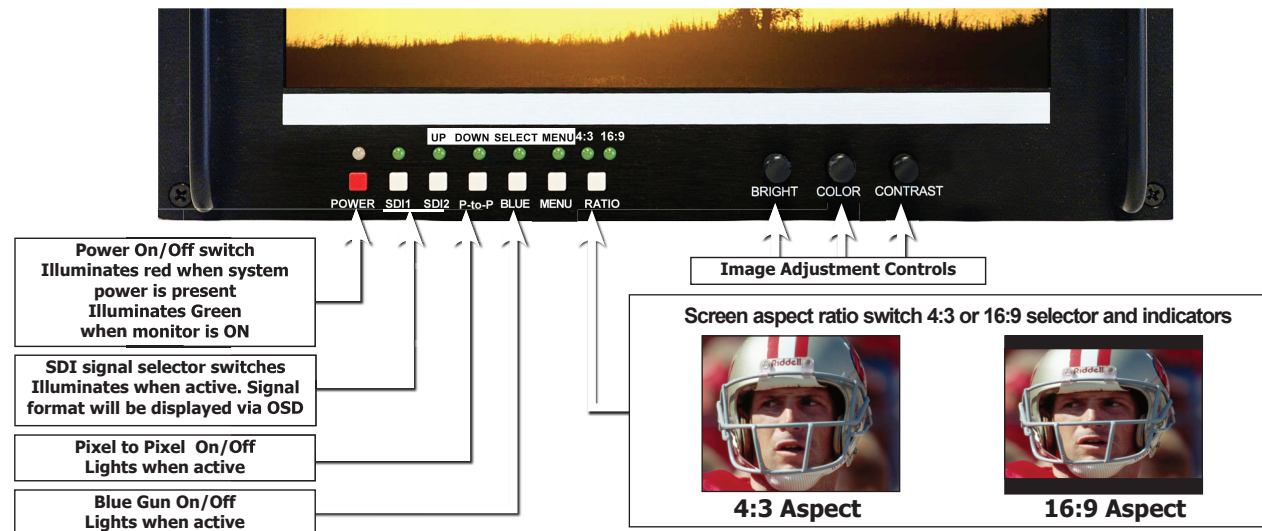 UP DOWN SELECT MENU 4:3 16:9
POWER SDI1 SDI2 P-to-P BLUE MENU RATIO
BRIGHT COLOR CONTRAST
Power On/Off switch
Illuminates red when system
power is present
Illuminates Green
when monitor is ON
SDI signal selector switches
Illuminates when active. Signal
format will be displayed via OSD
Pixel to Pixel On/Off
Lights when active
Blue Gun On/Off
Lights when active
Image Adjustment Controls
Screen aspect ratio switch 4:3 or 16:9 selector and indicators
Riddell
4:3 Aspect
Riddell
16:9 Aspect